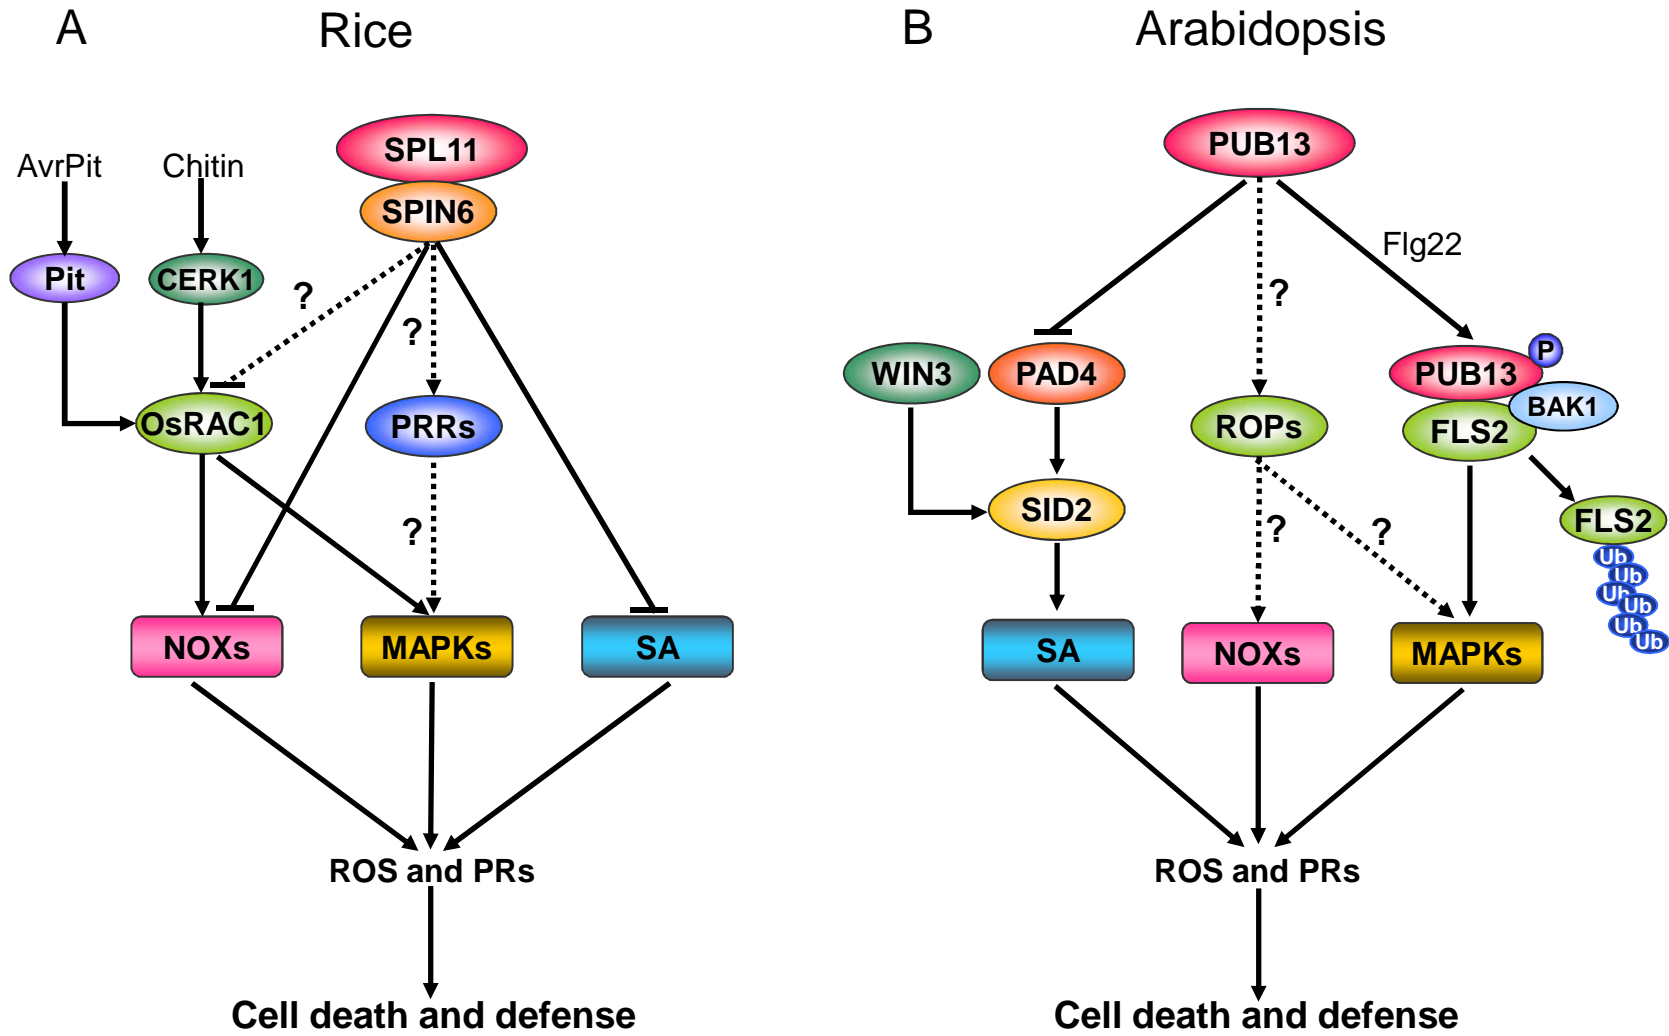 A
Rice
SPL11
AvrPit
Chitin
SPIN6
Pit
CERK1
?
?
OsRAC1
PRRs
?
NOXs
MAPKs
SA
ROS and PRs
Cell death and defense
B
Arabidopsis
PUB13
Flg22
?
P
WIN3
PAD4
PUB13
BAK1
ROPs
FLS2
SID2
?
?
FLS2
Ub
Ub
Ub
Ub
Ub
Ub
SA
NOXs
MAPKs
ROS and PRs
Cell death and defense